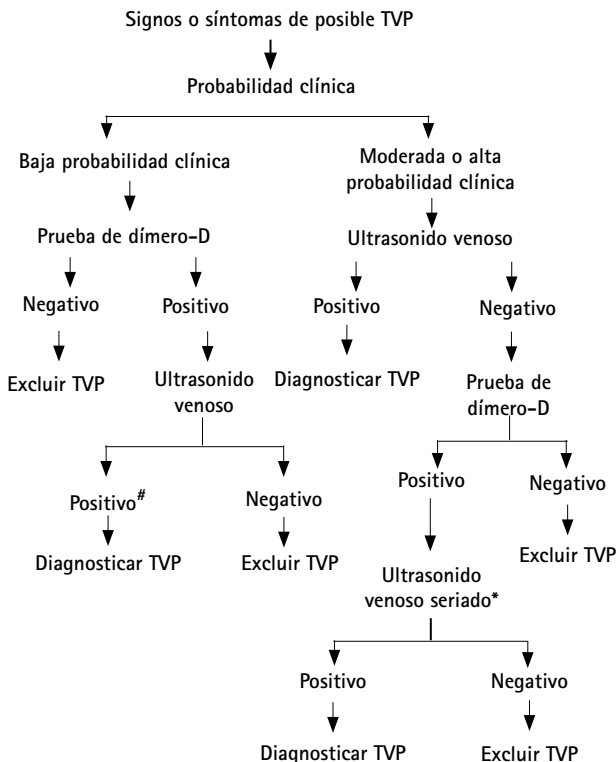 Signos o síntomas de posible TVP
Probabilidad clínica
Baja probabilidad clínica
Moderada o alta
probabilidad clínica
Prueba de dímero-D
Ultrasonido venoso
Negativo
Positivo
Positivo
Negativo
Excluir TVP
Ultrasonido
venoso
Diagnosticar TVP
Prueba de
dímero-D
Positivo#
Negativo
Positivo
Negativo
Diagnosticar TVP
Excluir TVP
Ultrasonido
venoso seriado*
Excluir TVP
Positivo
Negativo
Diagnosticar TVP
Excluir TVP